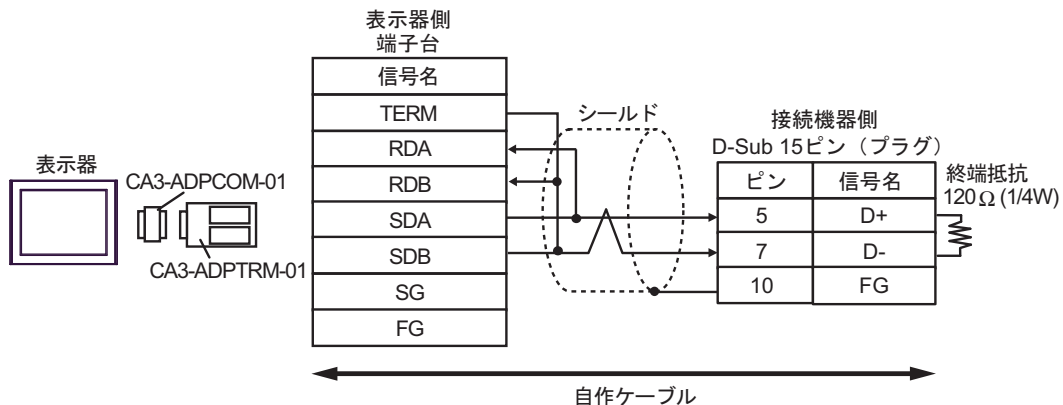 表示器側
端子台
信号名
TERM
RDA
RDB
SDA
SDB
SG
FG
シールド
接続機器側
D-Sub 15ピン（プラグ）
ピン 信号名
5 D+
7 D-
10 FG
終端抵抗
120Ω (1/4W)
表示器
CA3-ADPCOM-01
CA3-ADPTRM-01
自作ケーブル